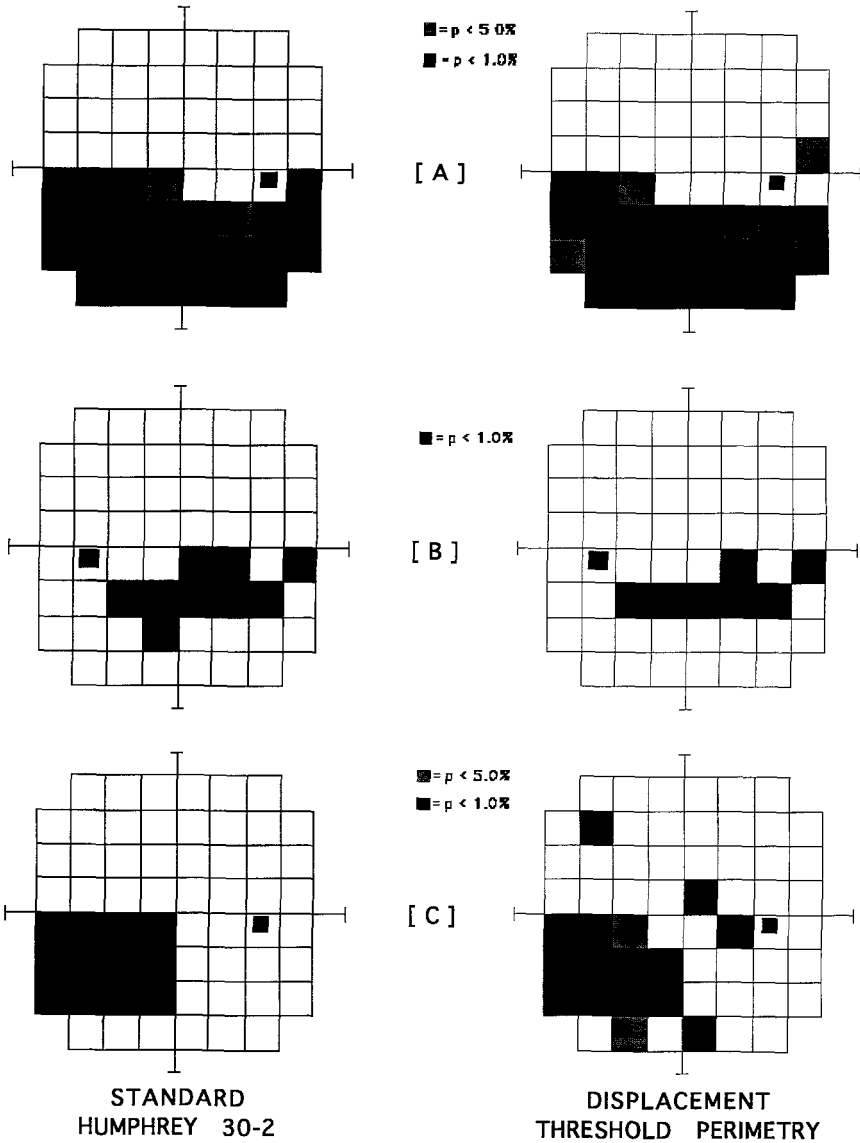 ■ = p < 5.0%
■ = p < 1.0%
[ A ]
■ = p < 1.0%
[ B ]
■ = p < 5.0%
■ = p < 1.0%
[ C ]
STANDARD
HUMPHREY 30-2
DISPLACEMENT
THRESHOLD PERIMETRY